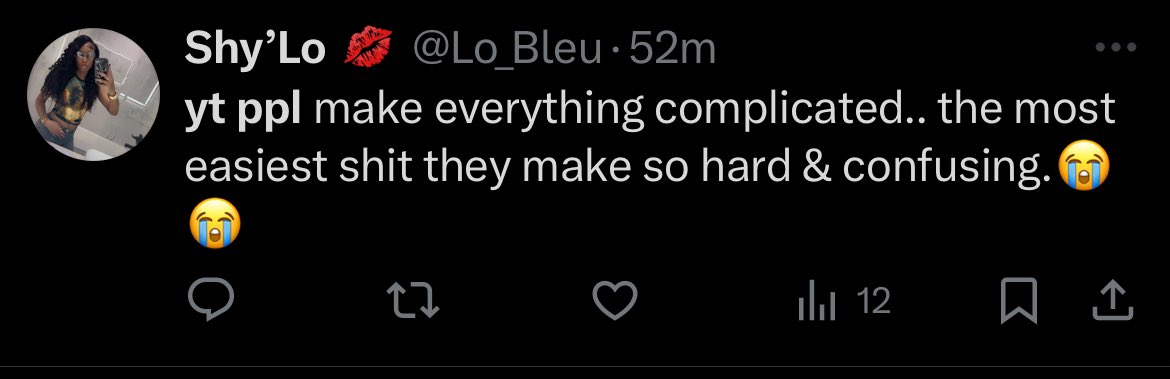 Shy’Lo 💋 @Lo_Bleu · 52m
yt ppl make everything complicated.. the most
easiest shit they make so hard & confusing.😭
😭
12